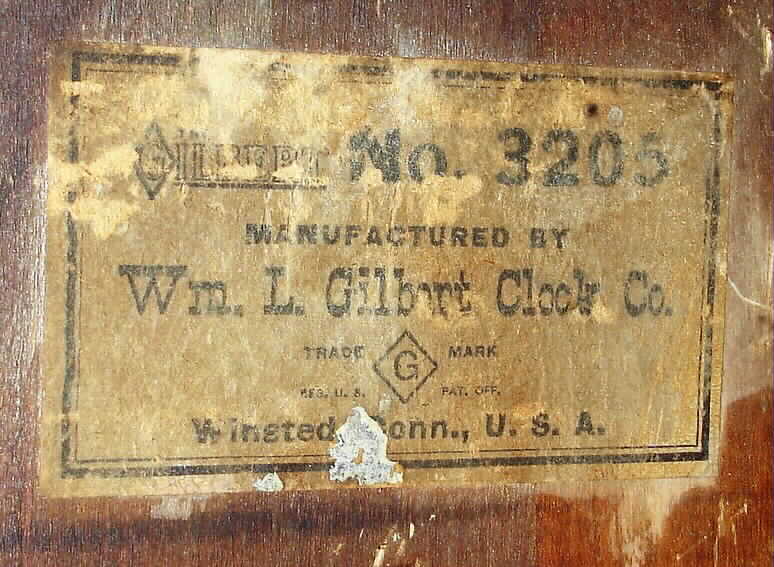 GILBERT No. 3205
MANUFACTURED BY
Wm. L. Gilbert Clock Co.
TRADE G MARK
REG. U. S. PAT. OFF.
Winsted, Conn., U. S. A.